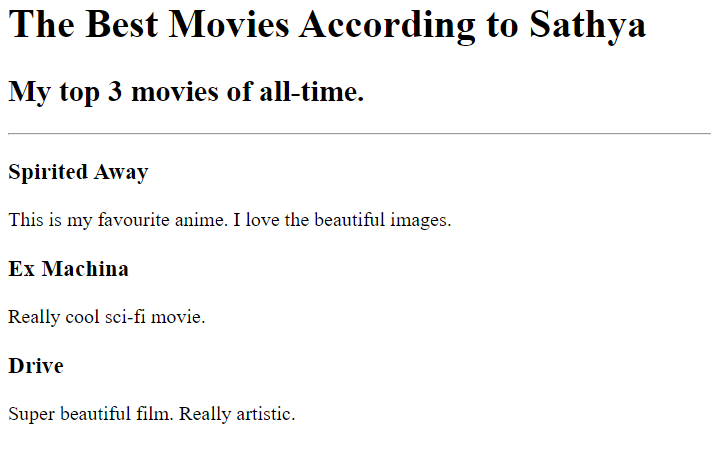 The Best Movies According to Sathya
My top 3 movies of all-time.
Spirited Away
This is my favourite anime. I love the beautiful images.
Ex Machina
Really cool sci-fi movie.
Drive
Super beautiful film. Really artistic.